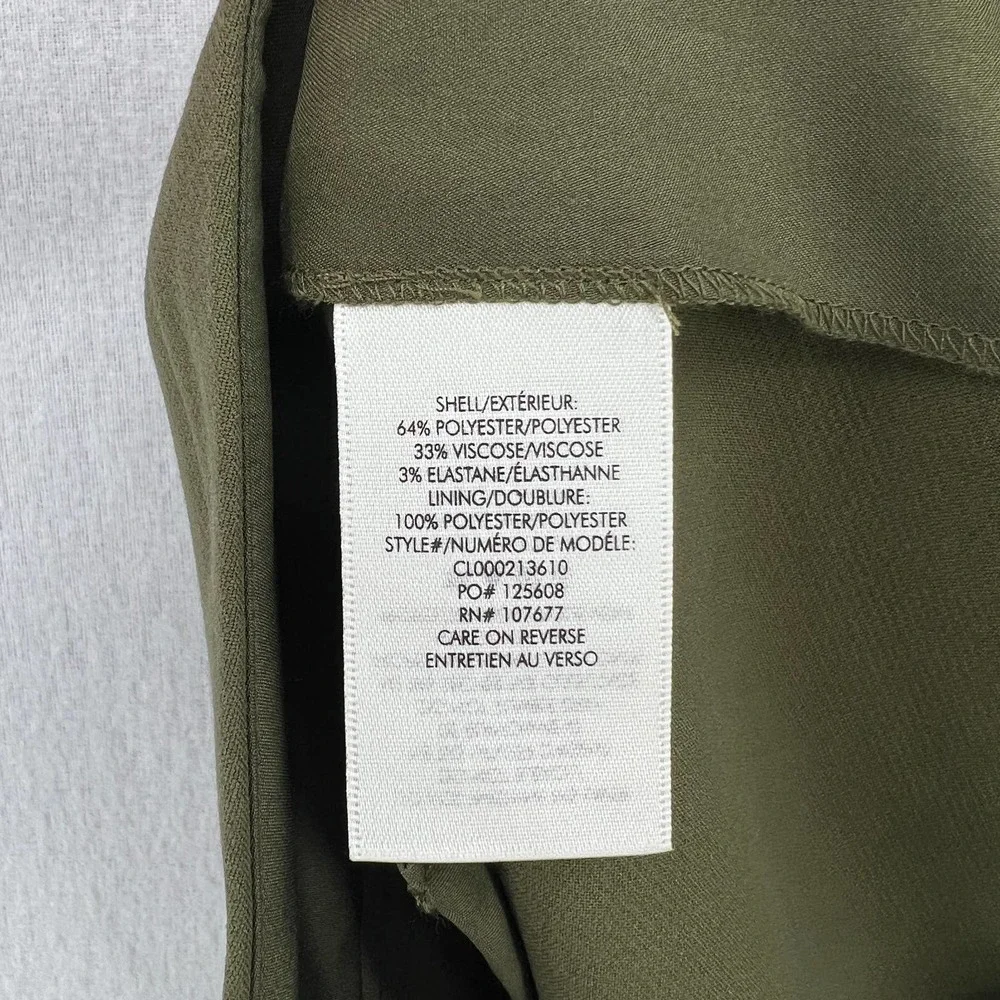 SHELL/EXTÉRIEUR:
64% POLYESTER/POLYESTER
33% VISCOSE/VISCOSE
3% ELASTANE/ÉLASTHANNE
LINING/DOUBLURE:
100% POLYESTER/POLYESTER
STYLE#/NUMÉRO DE MODÉLE:
CL000213610
PO# 125608
RN# 107677
CARE ON REVERSE
ENTRETIEN AU VERSO